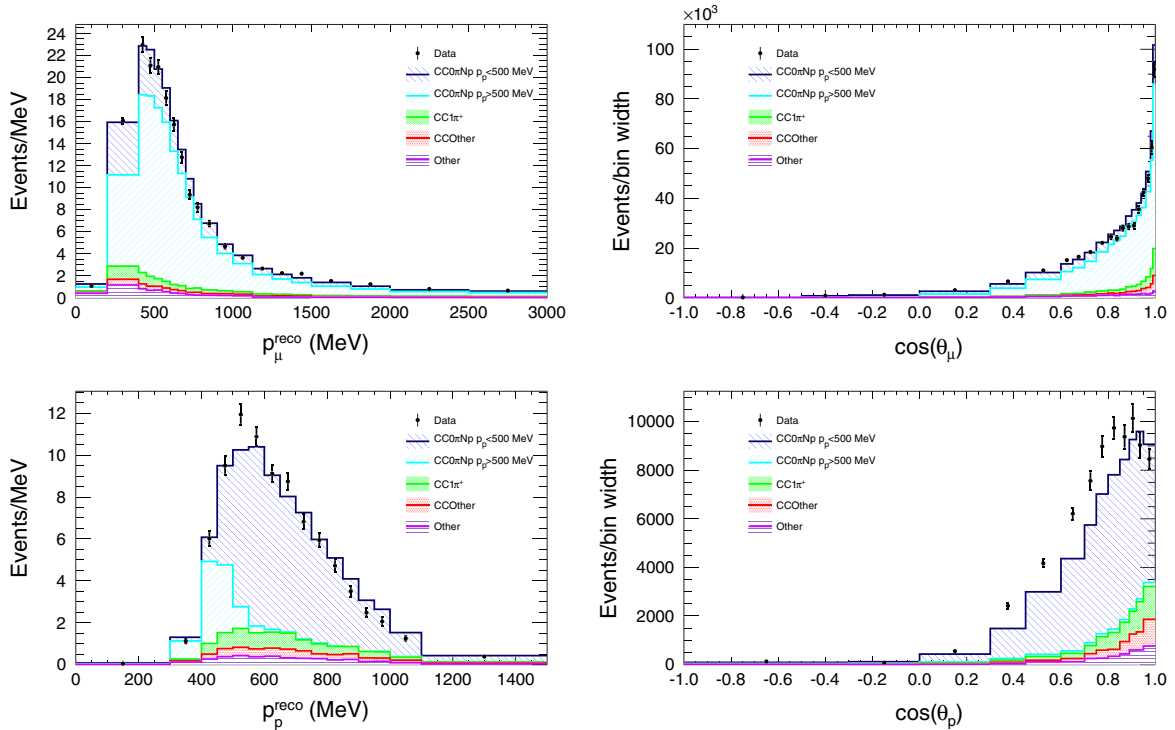 Events/MeV
24
22
20
18
16
14
12
10
8
6
4
2
0
0 500 1000 1500 2000 2500 3000
p_μ^reco (MeV)
Data
CC0πNp p_p<500 MeV
CC0πNp p_p>500 MeV
CC1π⁺
CCOther
Other
×10³
Events/bin width
100
80
60
40
20
0
-1.0 -0.8 -0.6 -0.4 -0.2 0.0 0.2 0.4 0.6 0.8 1.0
cos(θ_μ)
Data
CC0πNp p_p<500 MeV
CC0πNp p_p>500 MeV
CC1π⁺
CCOther
Other
Events/MeV
12
10
8
6
4
2
0
0 200 400 600 800 1000 1200 1400
p_p^reco (MeV)
Data
CC0πNp p_p<500 MeV
CC0πNp p_p>500 MeV
CC1π⁺
CCOther
Other
Events/bin width
10000
8000
6000
4000
2000
0
-1.0 -0.8 -0.6 -0.4 -0.2 0.0 0.2 0.4 0.6 0.8 1.0
cos(θ_p)
Data
CC0πNp p_p<500 MeV
CC0πNp p_p>500 MeV
CC1π⁺
CCOther
Other